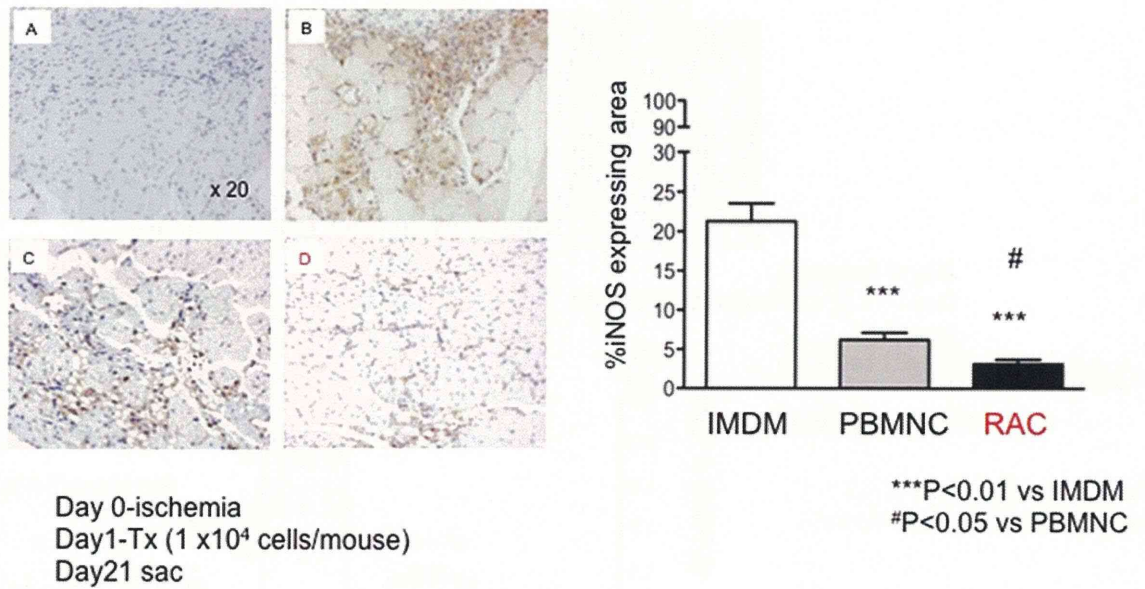 A
B
x 20
C
D
Day 0-ischemia
Day1-Tx (1 x10⁴ cells/mouse)
Day21 sac
%iNOS expressing area
100
90
30
25
20
15
10
5
0
***
#
***
IMDM
PBMNC
RAC
***P<0.01 vs IMDM
#P<0.05 vs PBMNC